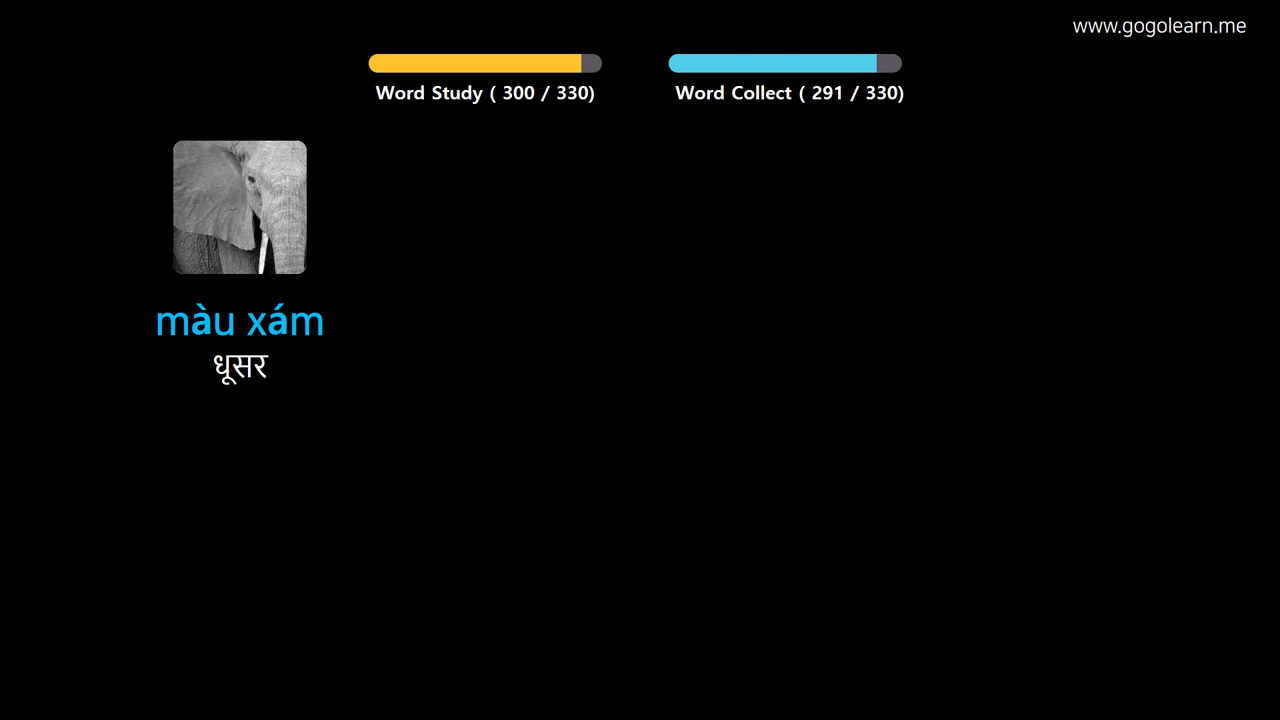 www.gogolearn.me
Word Study ( 300 / 330)
Word Collect ( 291 / 330)
màu xám
धूसर